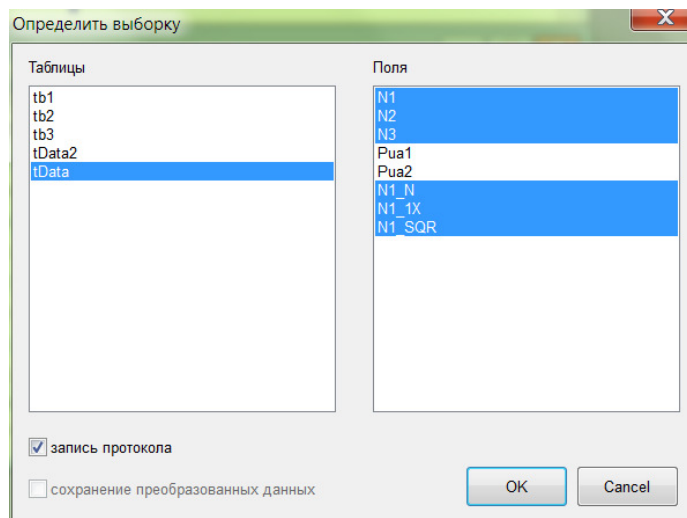 Определить выборку
Таблицы
Поля
tb1
tb2
tb3
tData2
tData
N1
N2
N3
Pua1
Pua2
N1_N
N1_1X
N1_SQR
запись протокола
сохранение преобразованных данных
OK
Cancel